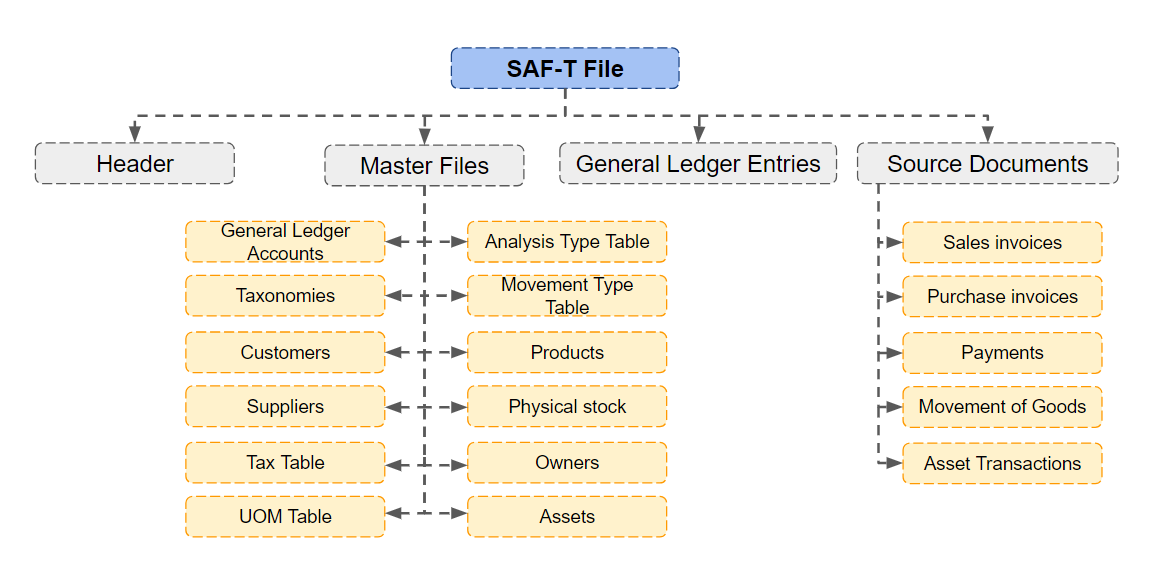 SAF-T File
Header
Master Files
General Ledger Entries
Source Documents
General Ledger
Accounts
Analysis Type Table
Taxonomies
Movement Type
Table
Customers
Products
Suppliers
Physical stock
Tax Table
Owners
UOM Table
Assets
Sales invoices
Purchase invoices
Payments
Movement of Goods
Asset Transactions